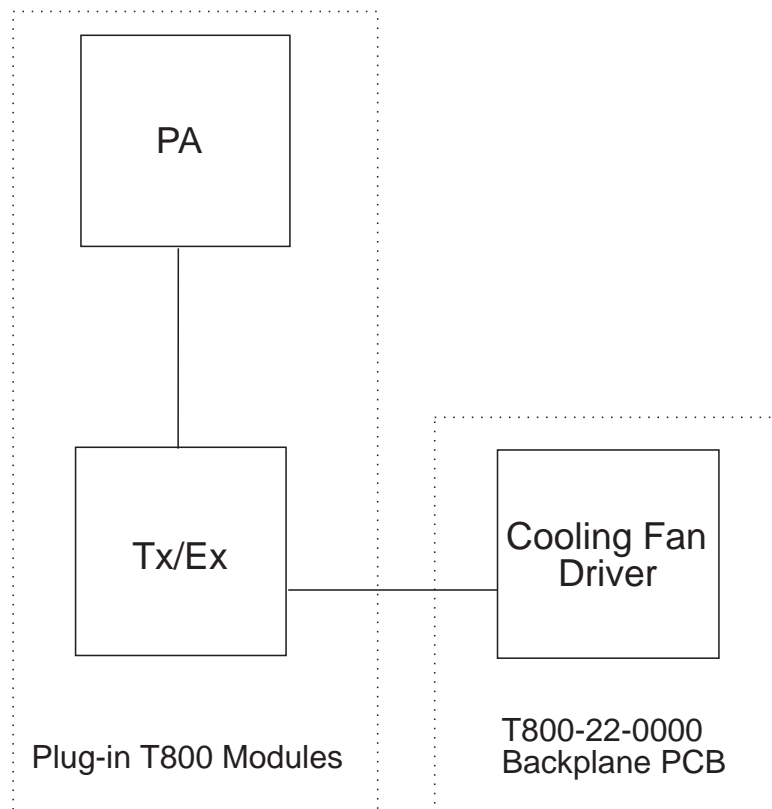 PA
Tx/Ex
Cooling Fan
Driver
Plug-in T800 Modules
T800-22-0000
Backplane PCB